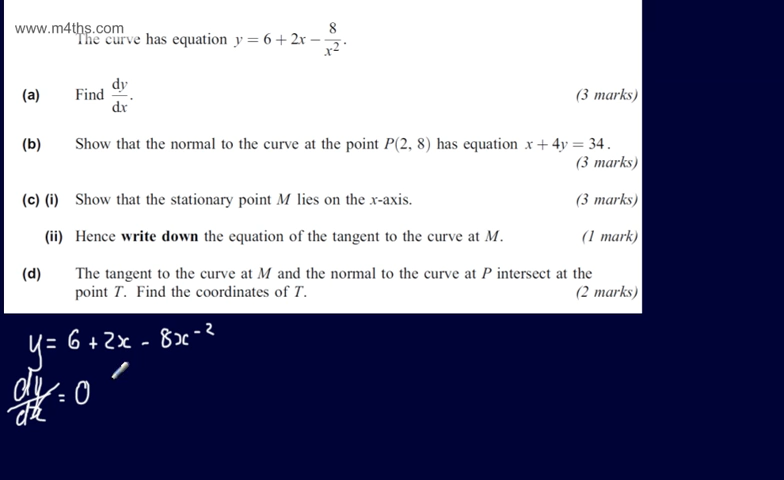 www.m4ths.com
The curve has equation y = 6 + 2x − 8/x².
(a) Find dy/dx. (3 marks)
(b) Show that the normal to the curve at the point P(2, 8) has equation x + 4y = 34.
(3 marks)
(c) (i) Show that the stationary point M lies on the x-axis. (3 marks)
(ii) Hence write down the equation of the tangent to the curve at M. (1 mark)
(d) The tangent to the curve at M and the normal to the curve at P intersect at the
point T. Find the coordinates of T. (2 marks)
y = 6 + 2x - 8x⁻²
dy/dx = 0